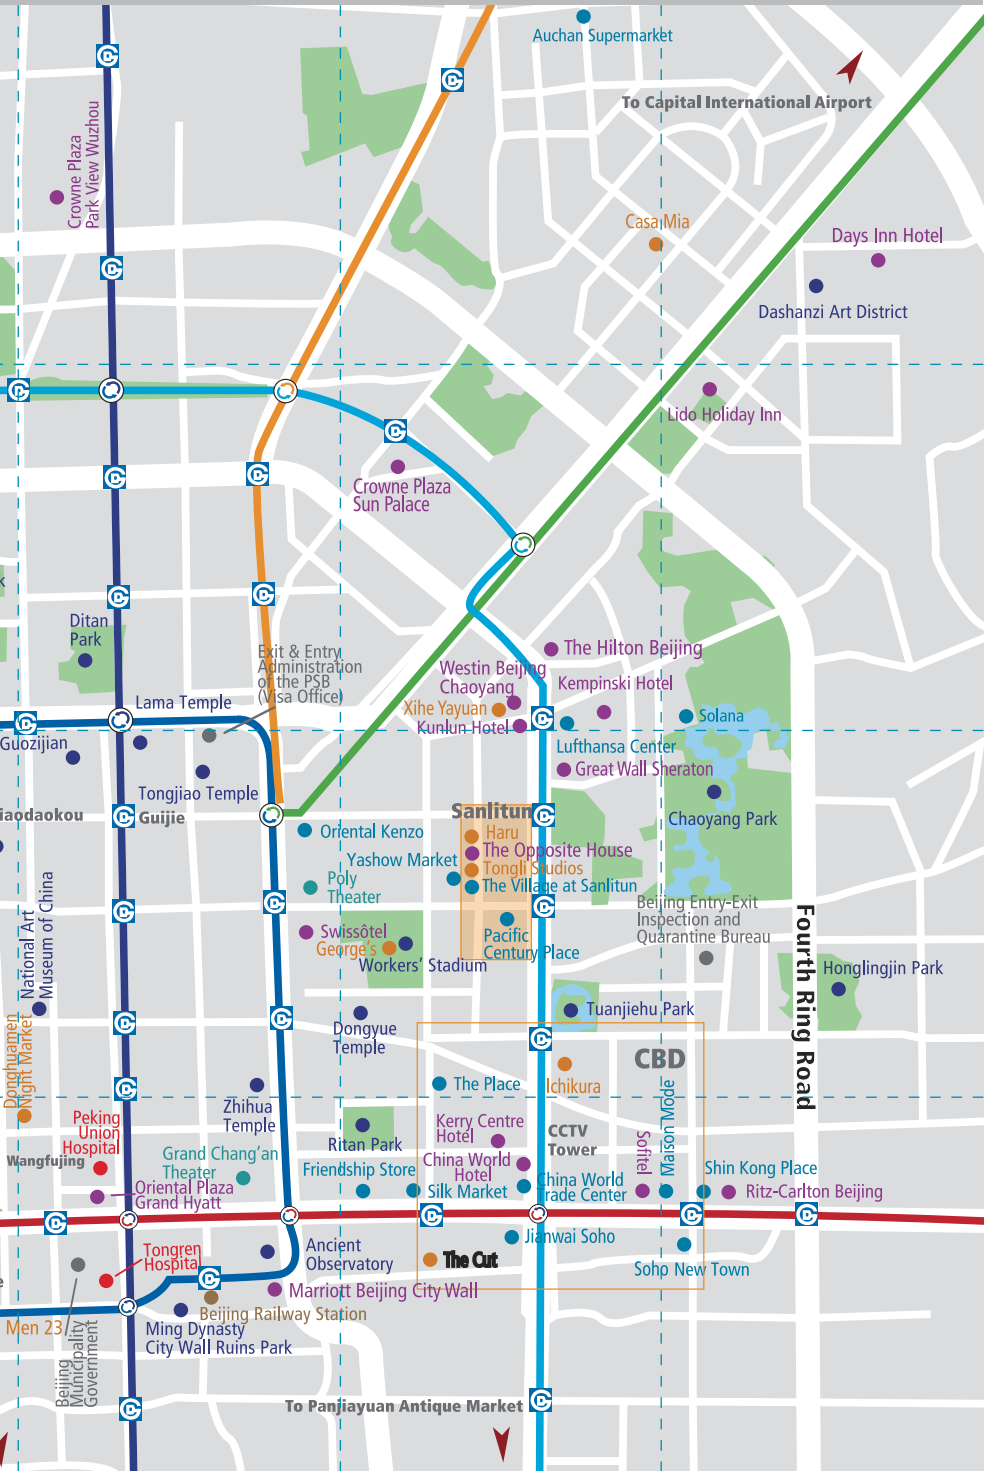 Auchan Supermarket
To Capital International Airport
Crowne Plaza
Park View Wuzhou
Casa Mia
Days Inn Hotel
Dashanzi Art District
Lido Holiday Inn
Crowne Plaza
Sun Palace
k
Ditan
Park
Exit & Entry
Administration
of the PSB
(Visa Office)
The Hilton Beijing
Westin Beijing
Chaoyang
Kempinski Hotel
Lama Temple
Xihe Yayuan
Kunlun Hotel
Solana
Guozijian
Lufthansa Center
Great Wall Sheraton
Tongjiao Temple
Chaoyang Park
iaodaokou
Guijie
Sanlitun
Oriental Kenzo
Haru
The Opposite House
Yashow Market
Tongli Studios
The Village at Sanlitun
Poly
Theater
National Art
Museum of China
Beijing Entry-Exit
Inspection and
Quarantine Bureau
Fourth Ring Road
Swissôtel
George's
Workers' Stadium
Pacific
Century Place
Honglingjin Park
Tuanjiehu Park
Dongyue
Temple
Donghuamen
Night Market
CBD
The Place
Ichikura
Maison Mode
Zhihua
Temple
Peking
Union
Hospital
Ritan Park
Kerry Centre
Hotel
CCTV
Tower
Sofitel
Wangfujing
Grand Chang'an
Theater
Friendship Store
China World
Hotel
Shin Kong Place
Oriental Plaza
Grand Hyatt
Silk Market
China World
Trade Center
Ritz-Carlton Beijing
Jianwai Soho
Tongren
Hospital
Ancient
Observatory
The Cut
Soho New Town
e
Marriott Beijing City Wall
Beijing Railway Station
Men 23
Beijing
Municipality
Government
Ming Dynasty
City Wall Ruins Park
To Panjiayuan Antique Market